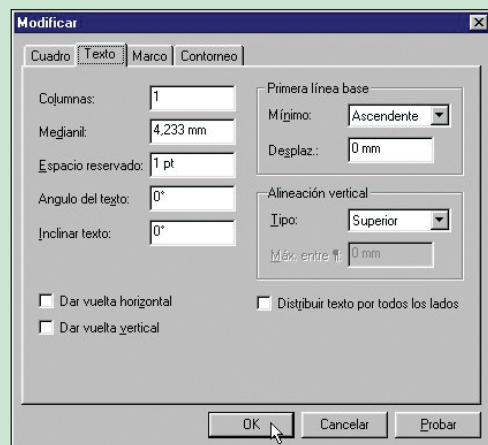 Modificar
Cuadro Texto Marco Contorneo
Columnas: 1
Medianil: 4,233 mm
Espacio reservado: 1 pt
Angulo del texto: 0°
Inclinar texto: 0°
Primera línea base
Mínimo: Ascendente
Desplaz.: 0 mm
Alineación vertical
Tipo: Superior
Máx. entre ¶: 0 mm
Dar vuelta horizontal
Dar vuelta vertical
Distribuir texto por todos los lados
OK Cancelar Probar